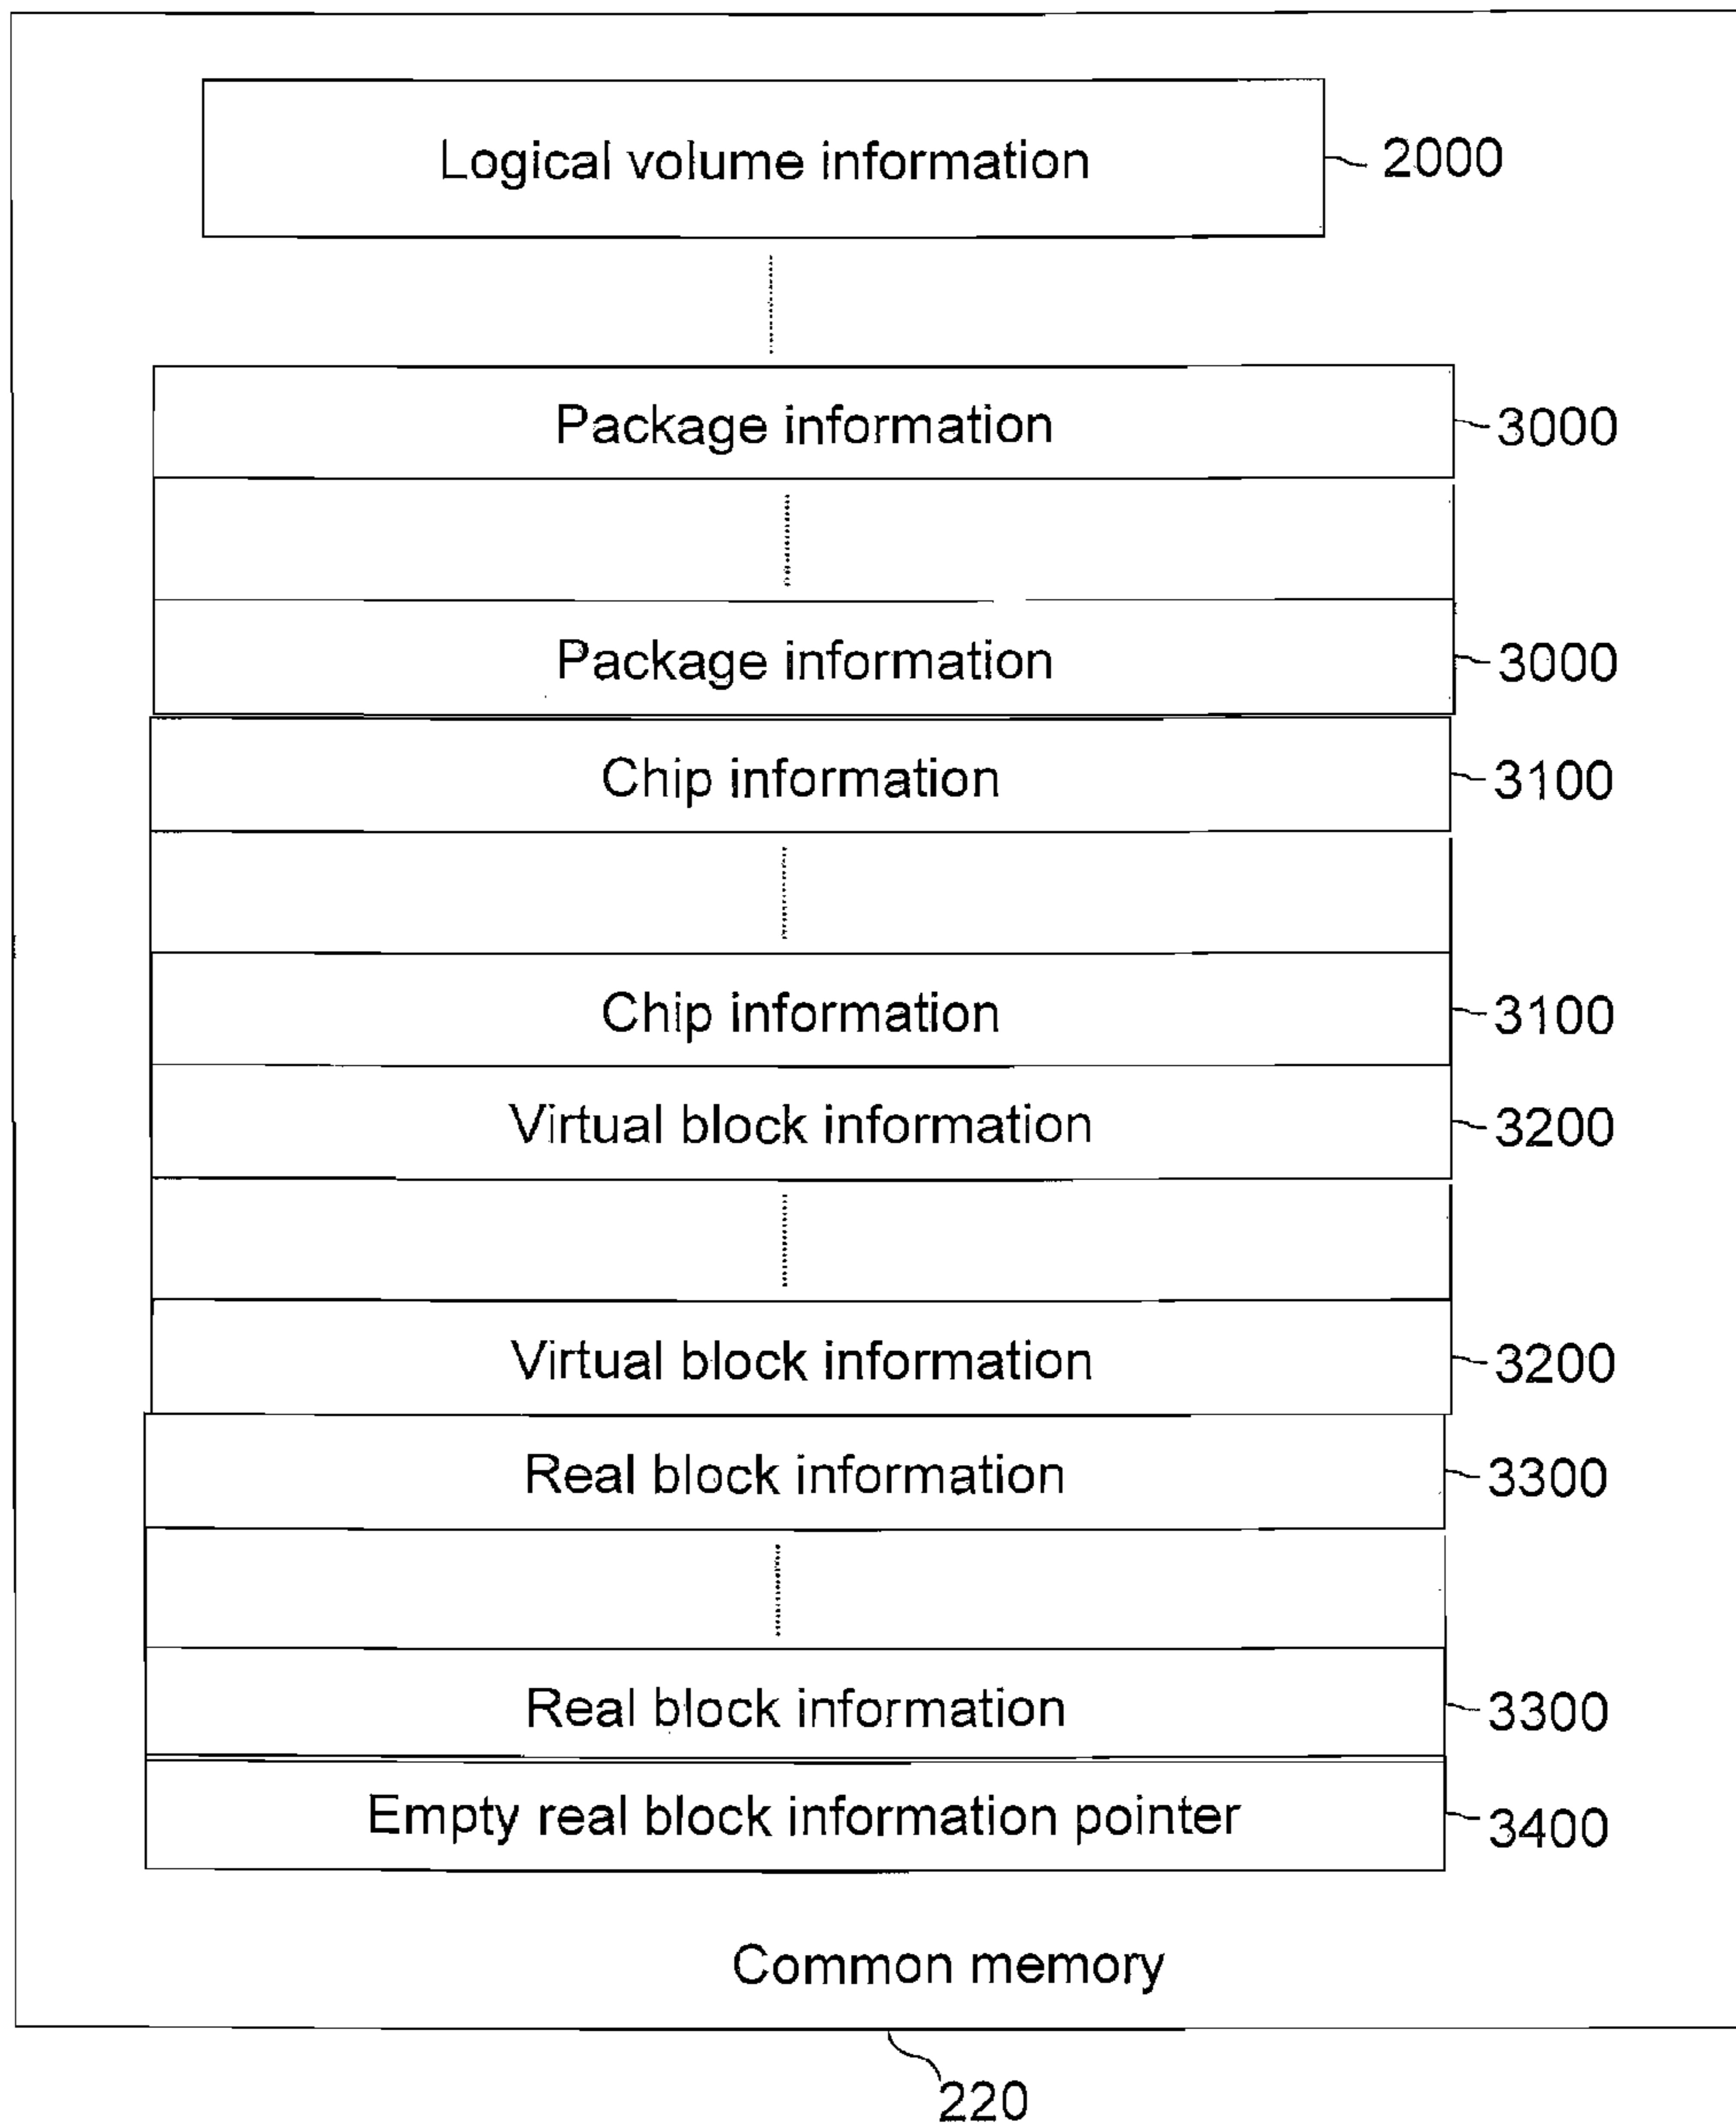 Logical volume information 2000
Package information 3000
Package information 3000
Chip information 3100
Chip information 3100
Virtual block information 3200
Virtual block information 3200
Real block information 3300
Real block information 3300
Empty real block information pointer 3400
Common memory
220